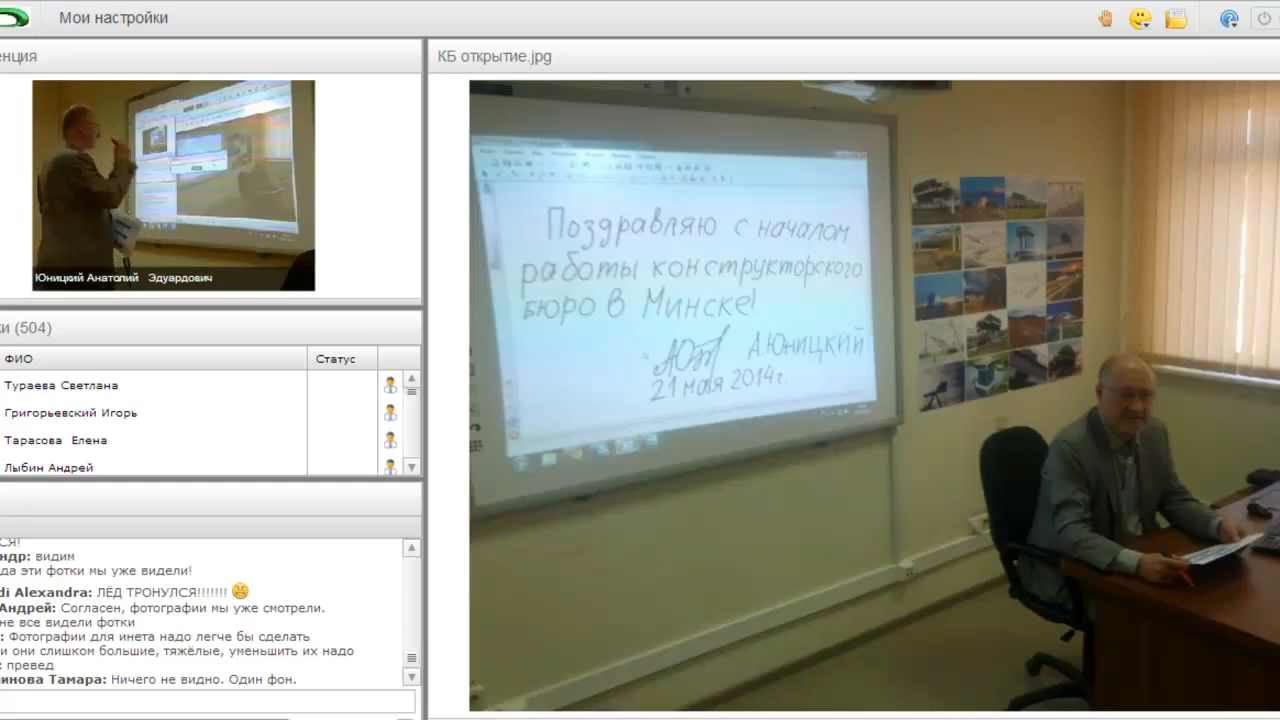 Мои настройки
енция
Юницкий Анатолий Эдуардович
ки (504)
ФИО Статус
Тураева Светлана
Григорьевский Игорь
Тарасова Елена
Лыбин Андрей
СЯ!
ндр: видим
да эти фотки мы уже видели!
di Alexandra: ЛЁД ТРОНУЛСЯ!!!!!!!
Андрей: Согласен, фотографии мы уже смотрели.
не все видели фотки
: Фотографии для инета надо легче бы сделать
и они слишком большие, тяжёлые, уменьшить их надо
: превед
инова Тамара: Ничего не видно. Один фон.
КБ открытие.jpg
Поздравляю с началом
работы конструкторского
бюро в Минске!
А.Юницкий
21 мая 2014г.